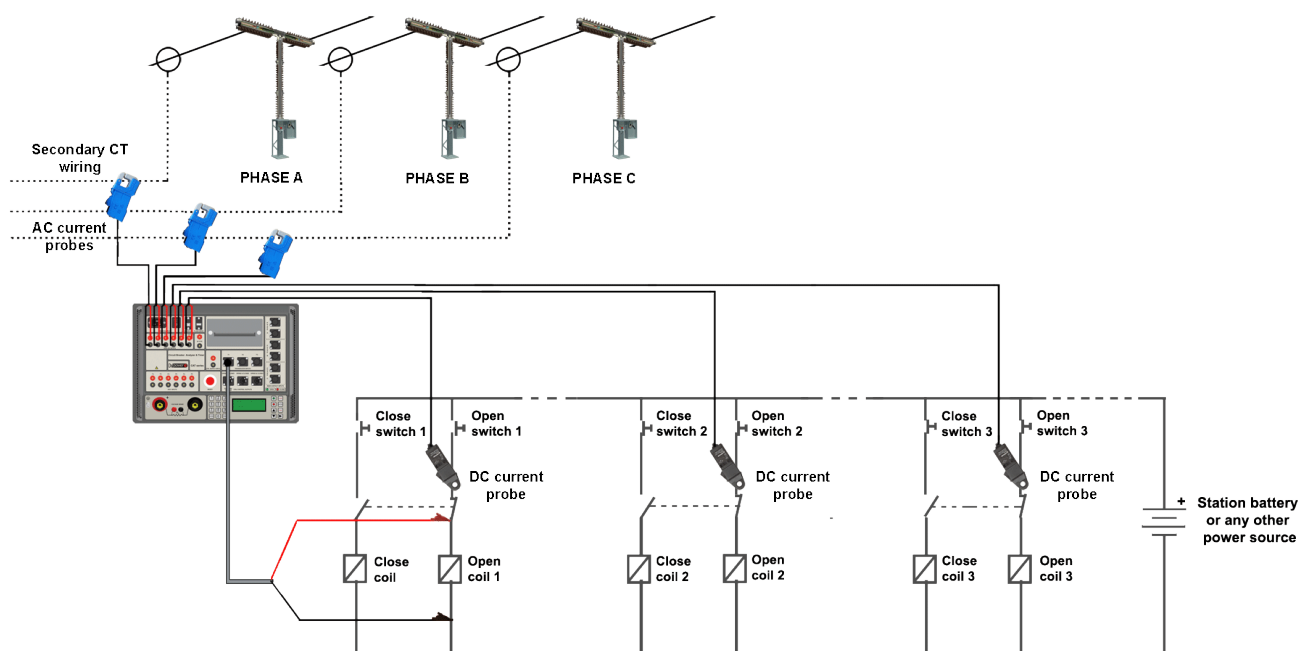 Secondary CT
wiring
PHASE A
PHASE B
PHASE C
AC current
probes
Close
switch 1
Open
switch 1
Close
switch 2
Open
switch 2
Close
switch 3
Open
switch 3
DC current
probe
DC current
probe
DC current
probe
+
Station battery
or any other
power source
Close
coil
Open
coil 1
Close
coil 2
Open
coil 2
Close
coil 3
Open
coil 3